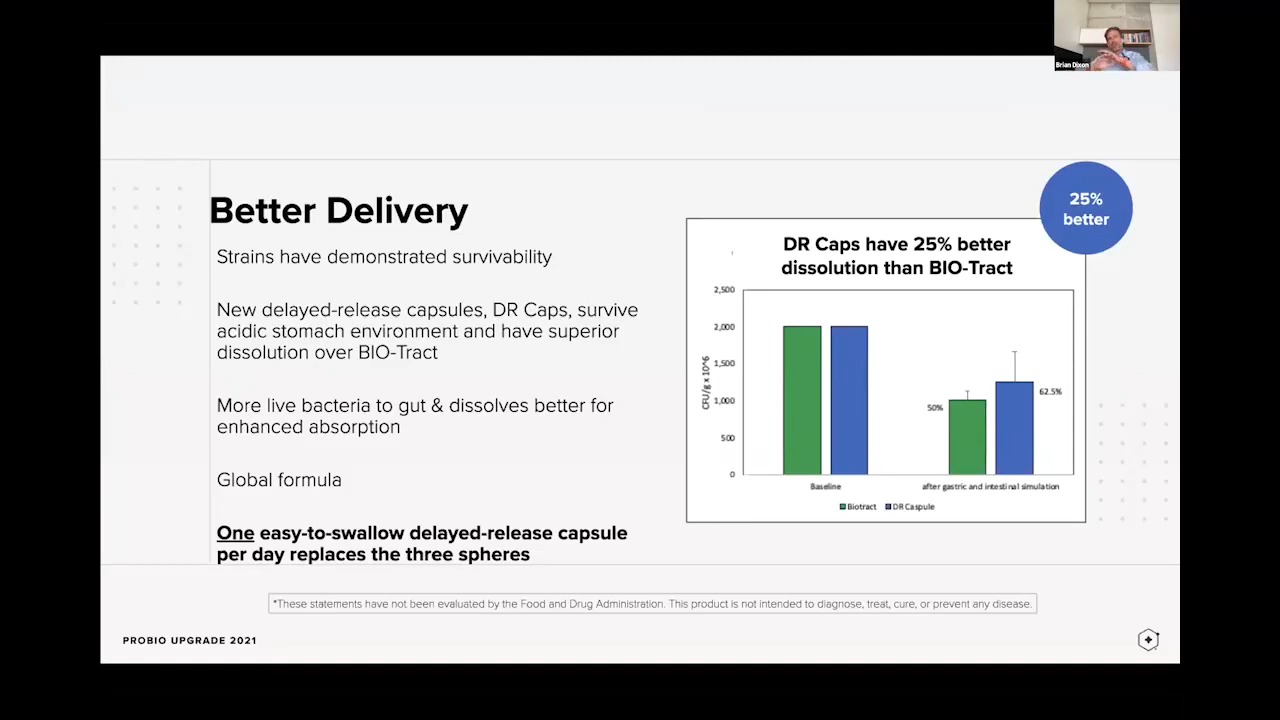 Brian Dixon
Better Delivery
Strains have demonstrated survivability
New delayed-release capsules, DR Caps, survive
acidic stomach environment and have superior
dissolution over BIO-Tract
More live bacteria to gut & dissolves better for
enhanced absorption
Global formula
One easy-to-swallow delayed-release capsule
per day replaces the three spheres
25%
better
DR Caps have 25% better
dissolution than BIO-Tract
CFU/g x 10^6
2,500
2,000
1,500
1,000
500
0
50%
62.5%
Baseline
after gastric and intestinal simulation
Biotract
DR Caspule
*These statements have not been evaluated by the Food and Drug Administration. This product is not intended to diagnose, treat, cure, or prevent any disease.
PROBIO UPGRADE 2021